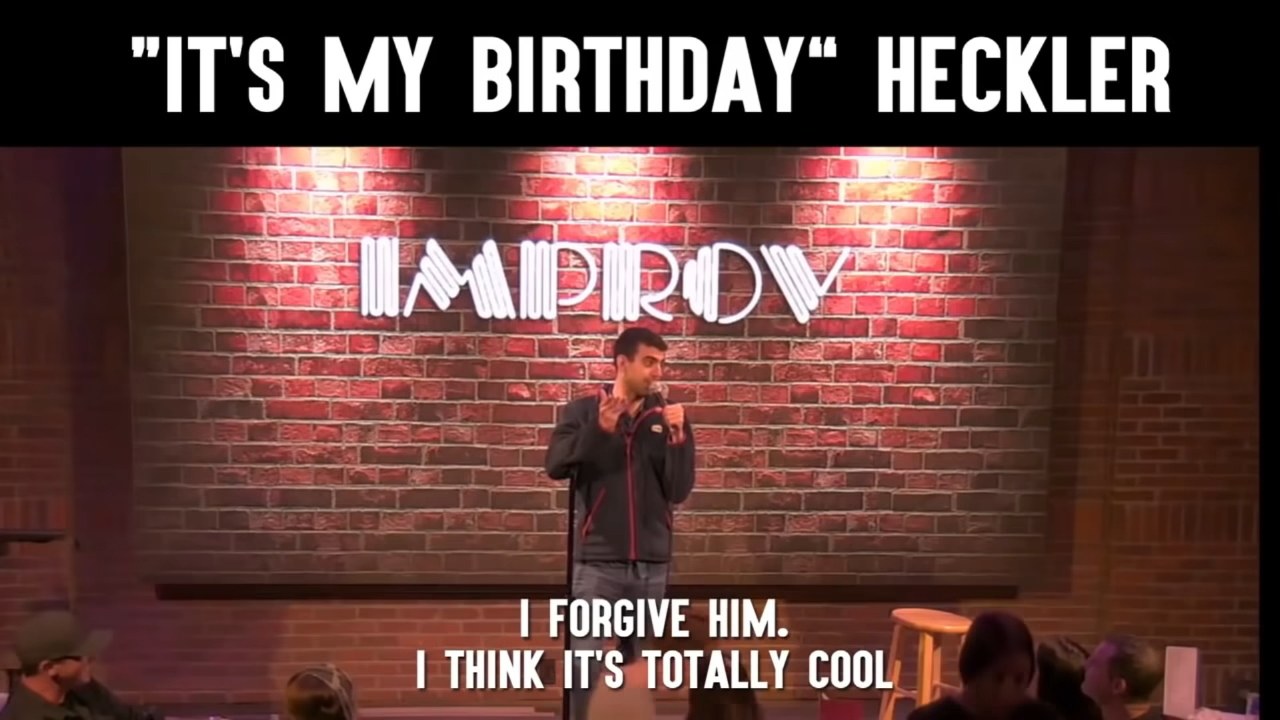 "IT'S MY BIRTHDAY" HECKLER
IMPROV
I FORGIVE HIM.
I THINK IT'S TOTALLY COOL